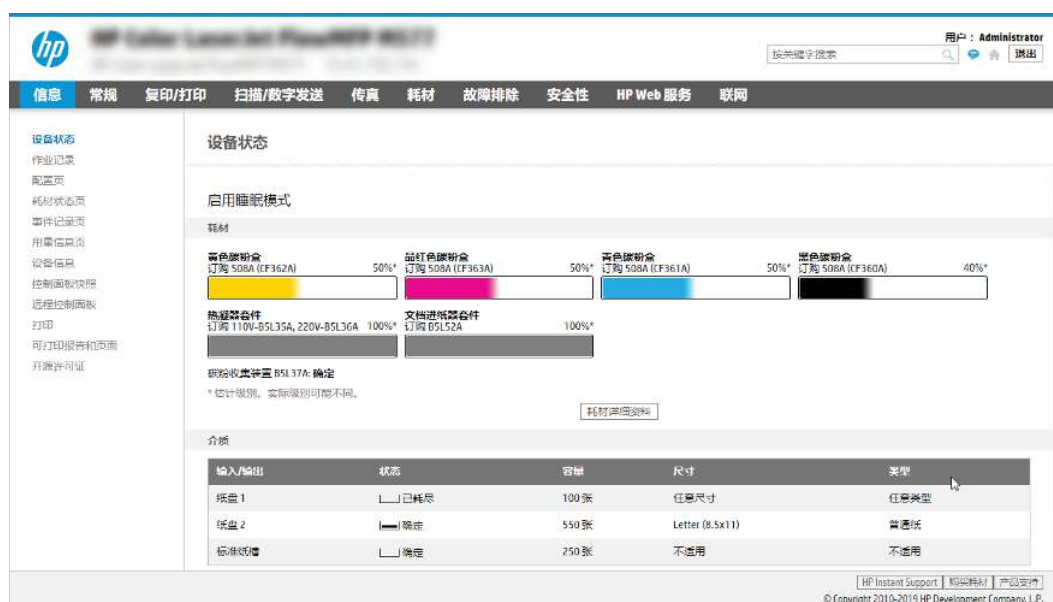 hp
HP Color LaserJet FlowMFP M577
用户： Administrator
按关键字搜索
退出
信息 常规 复印/打印 扫描/数字发送 传真 耗材 故障排除 安全性 HP Web 服务 联网
设备状态
作业记录
配置页
耗材状态页
事件记录页
用量信息页
设备信息
控制面板快照
远程控制面板
打印
可打印报告和页面
开源许可证
设备状态
启用睡眠模式
耗材
黄色碳粉盒
订购 508A (CF362A) 50%*
品红色碳粉盒
订购 508A (CF363A) 50%*
青色碳粉盒
订购 508A (CF361A) 50%*
黑色碳粉盒
订购 508A (CF360A) 40%*
热凝器套件
订购 110V-B5L35A, 220V-B5L36A 100%*
文档进纸器套件
订购 B5L52A 100%*
碳粉收集装置 B5L37A: 确定
* 估计级别。实际级别可能不同。
耗材详细资料
介质
输入/输出 状态 容量 尺寸 类型
纸盘 1 已耗尽 100 张 任意尺寸 任意类型
纸盘 2 确定 550 张 Letter (8.5x11) 普通纸
标准纸槽 确定 250 张 不适用 不适用
HP Instant Support 购买耗材 产品支持
© Copyright 2010-2019 HP Development Company, L.P.